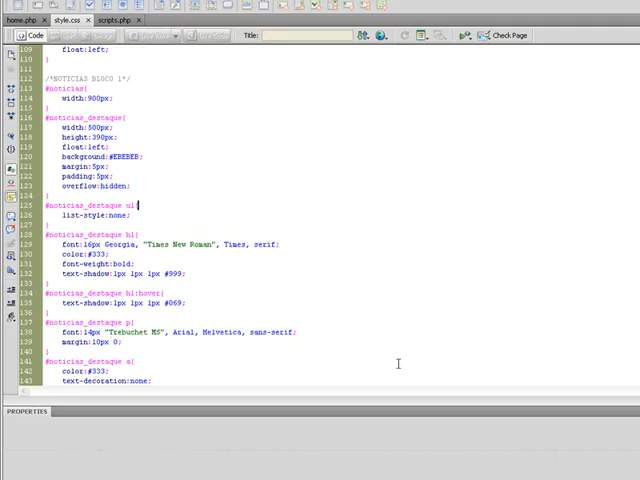 home.php × style.css × scripts.php ×
Code Title: Check Page
109 float:left;
110 }
111
112 /*NOTICIAS BLOCO 1*/
113 #noticias{
114 width:900px;
115 }
116 #noticias_destaque{
117 width:500px;
118 height:390px;
119 float:left;
120 background:#EBEBEB;
121 margin:5px;
122 padding:5px;
123 overflow:hidden;
124 }
125 #noticias_destaque ul{
126 list-style:none;
127 }
128 #noticias_destaque h1{
129 font:16px Georgia, "Times New Roman", Times, serif;
130 color:#333;
131 font-weight:bold;
132 text-shadow:1px 1px 1px #999;
133 }
134 #noticias_destaque h1:hover{
135 text-shadow:1px 1px 1px #069;
136 }
137 #noticias_destaque p{
138 font:14px "Trebuchet MS", Arial, Helvetica, sans-serif;
139 margin:10px 0;
140 }
141 #noticias_destaque a{
142 color:#333;
143 text-decoration:none;
PROPERTIES